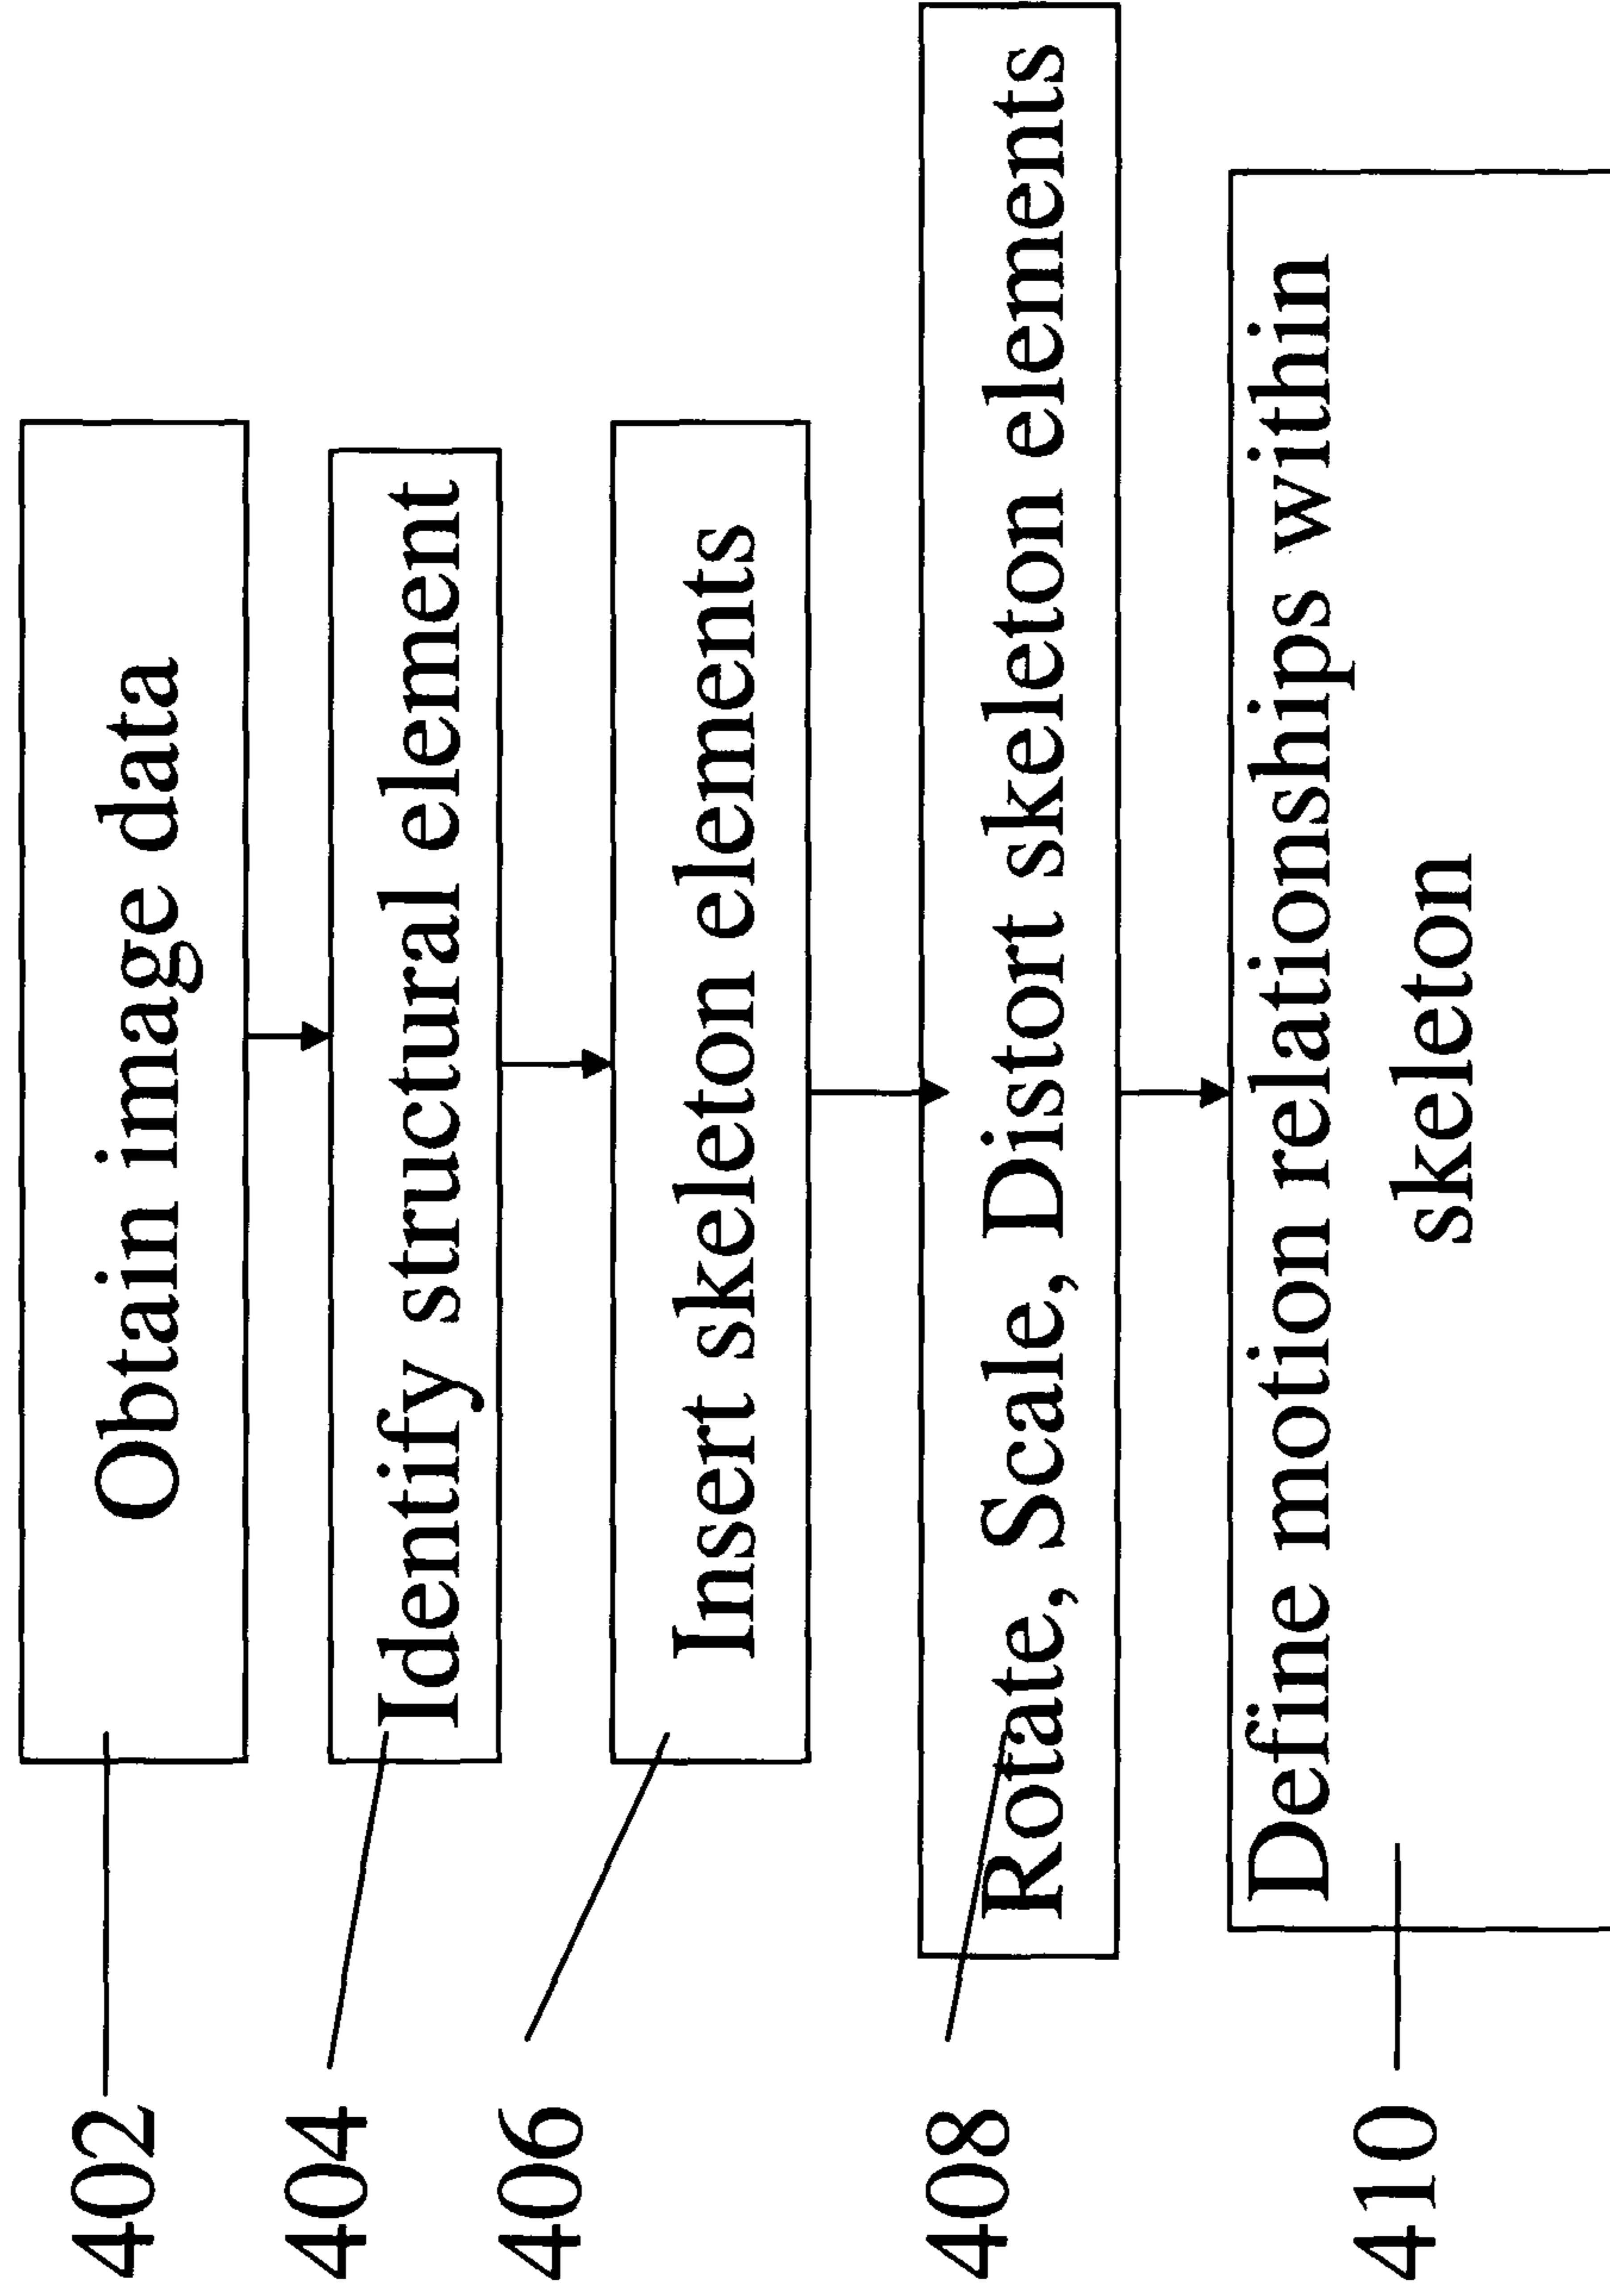 402
Obtain image data
404
Identify structural element
406
Insert skeleton elements
408
Rotate, Scale, Distort skeleton elements
410
Define motion relationships within
skeleton